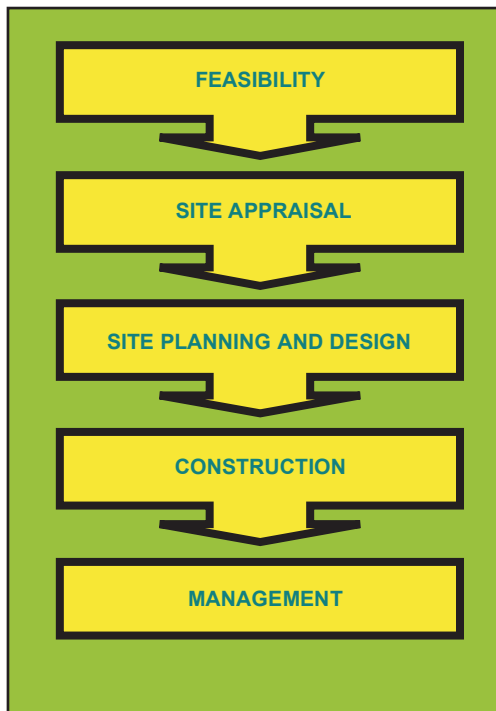 FEASIBILITY
SITE APPRAISAL
SITE PLANNING AND DESIGN
CONSTRUCTION
MANAGEMENT